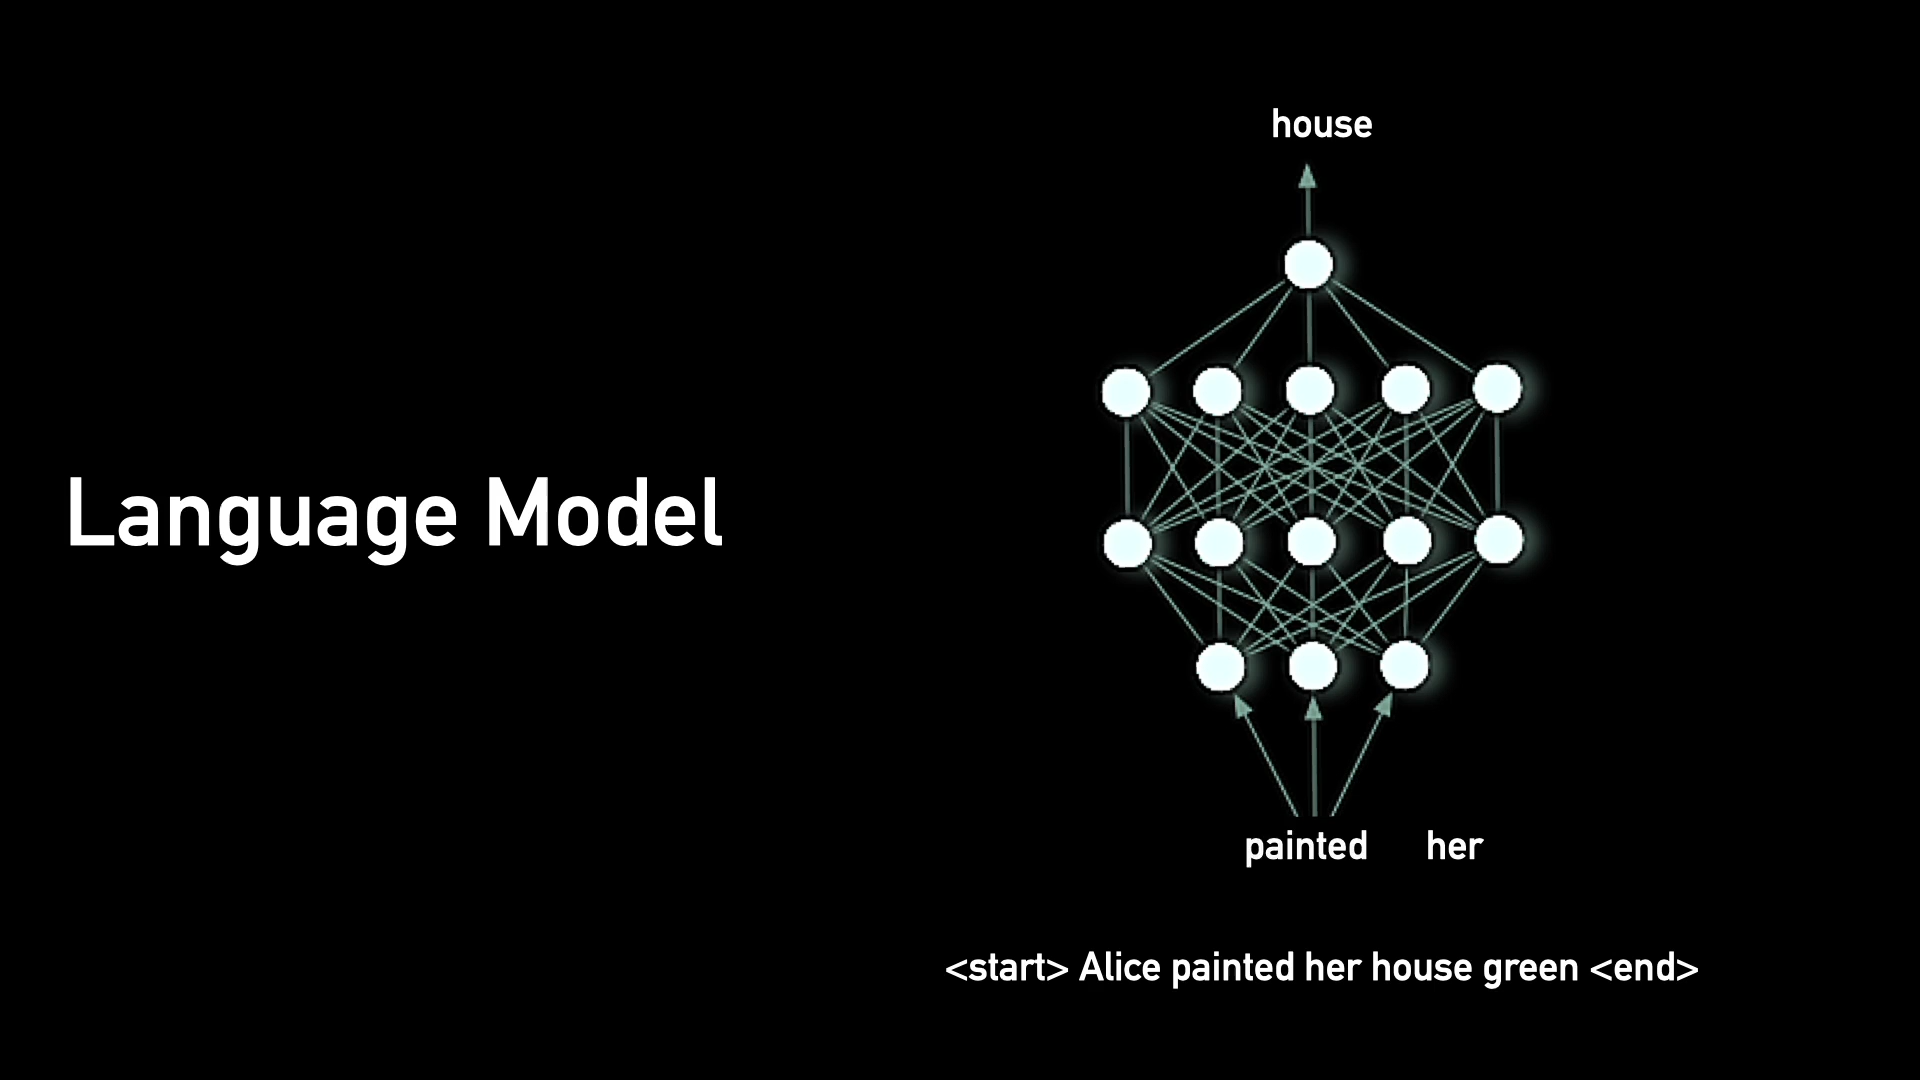 Language Model
house
painted her
<start> Alice painted her house green <end>